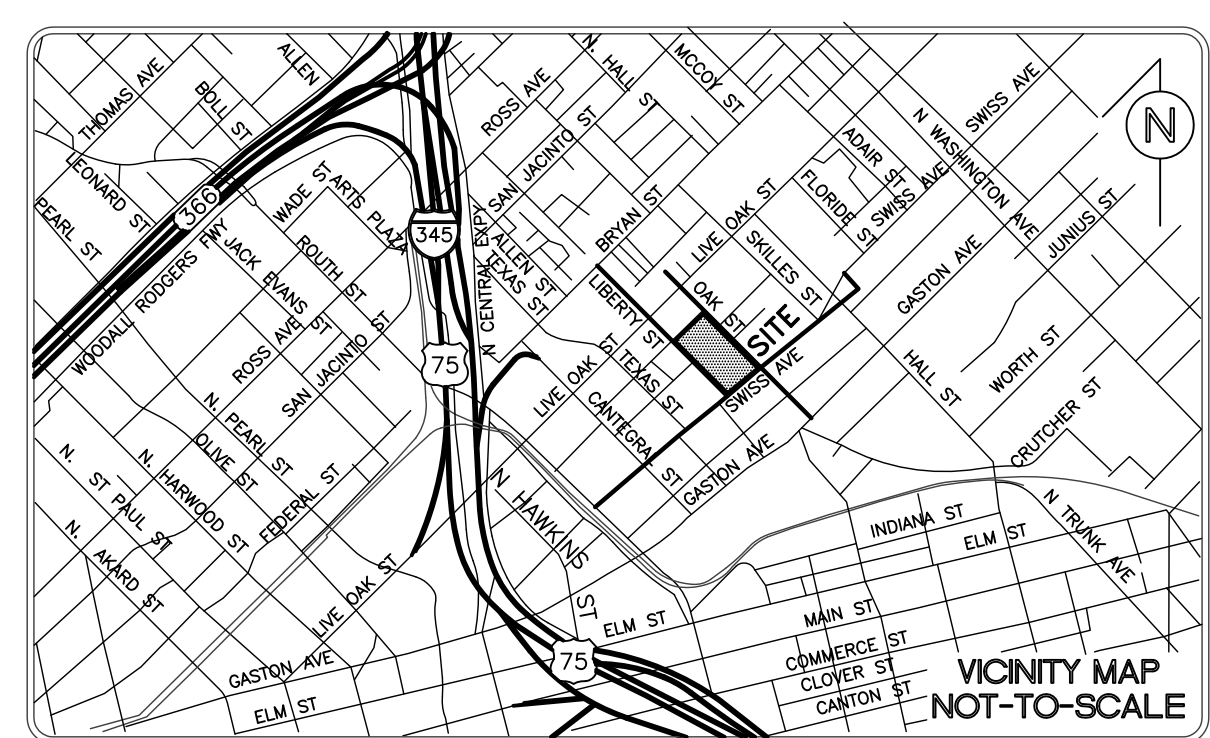 THOMAS AVE
BOLL ST
ALLEN
ROSS AVE
N. HALL ST
MCCOY ST
SWISS AVE
N WASHINGTON AVE
N
LEONARD ST
PEARL ST
366
WADE ST
ARTS PLAZA
SAN JACINTO ST
ADAIR ST
SWISS AVE
FLORIDE ST
JUNIUS ST
WOODALL RODGERS FWY
JACK EVANS ST
ROUTH ST
345
N CENTRAL EXPY
ALLEN ST
TEXAS ST
BRYAN ST
LIVE OAK ST
SKILLES ST
GASTON AVE
ROSS AVE
SAN JACINTO ST
75
LIBERTY ST
OAK ST
SITE
SWISS AVE
HALL ST
WORTH ST
CRUTCHER ST
LIVE OAK ST
TEXAS ST
CANTEGRAL ST
GASTON AVE
N. PEARL ST
OLIVE ST
N. HARWOOD ST
FEDERAL ST
N. ST PAUL ST
N. AKARD ST
LIVE OAK ST
N HAWKINS ST
INDIANA ST
ELM ST
N TRUNK AVE
GASTON AVE
ELM ST
75
ELM ST
MAIN ST
COMMERCE ST
CLOVER ST
CANTON ST
VICINITY MAP
NOT-TO-SCALE